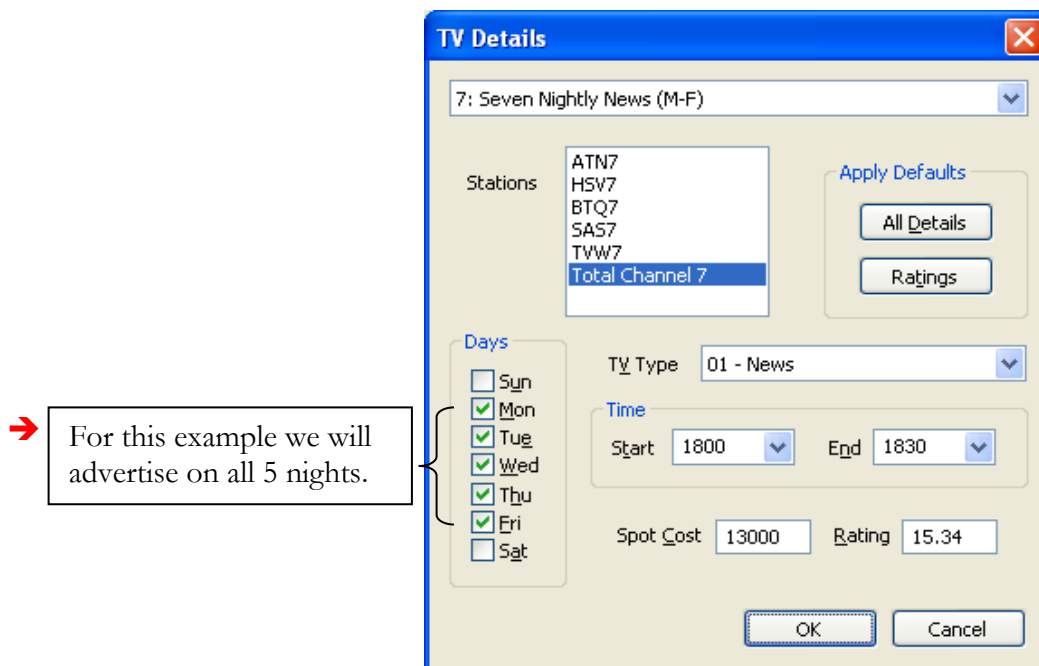 TV Details
7: Seven Nightly News (M-F)
Stations
ATN7
HSV7
BTQ7
SAS7
TVW7
Total Channel 7
Apply Defaults
All Details
Ratings
Days
Sun
Mon
Tue
Wed
Thu
Fri
Sat
For this example we will
advertise on all 5 nights.
TV Type 01 - News
Time
Start 1800 End 1830
Spot Cost 13000 Rating 15.34
OK Cancel